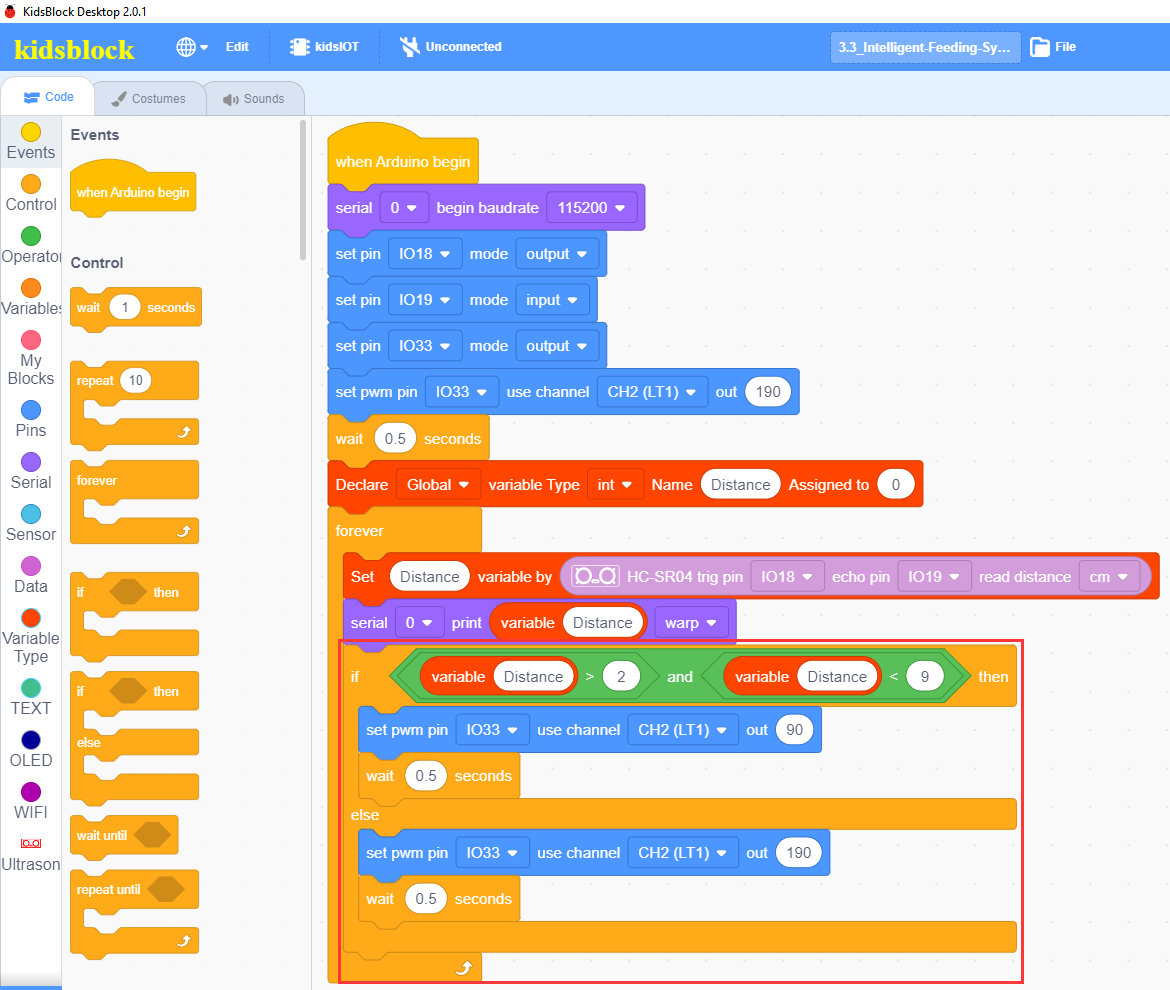 KidsBlock Desktop 2.0.1
kidsblock Edit kidsIOT Unconnected 3.3_Intelligent-Feeding-Sy... File
Code Costumes Sounds
Events
Control
Operator
Variables
My
Blocks
Pins
Serial
Sensor
Data
Variable
Type
TEXT
OLED
WIFI
Ultrason
Events
when Arduino begin
Control
wait 1 seconds
repeat 10
forever
if then
if then
else
wait until
repeat until
when Arduino begin
serial 0 begin baudrate 115200
set pin IO18 mode output
set pin IO19 mode input
set pin IO33 mode output
set pwm pin IO33 use channel CH2 (LT1) out 190
wait 0.5 seconds
Declare Global variable Type int Name Distance Assigned to 0
forever
Set Distance variable by HC-SR04 trig pin IO18 echo pin IO19 read distance cm
serial 0 print variable Distance warp
if variable Distance > 2 and variable Distance < 9 then
set pwm pin IO33 use channel CH2 (LT1) out 90
wait 0.5 seconds
else
set pwm pin IO33 use channel CH2 (LT1) out 190
wait 0.5 seconds